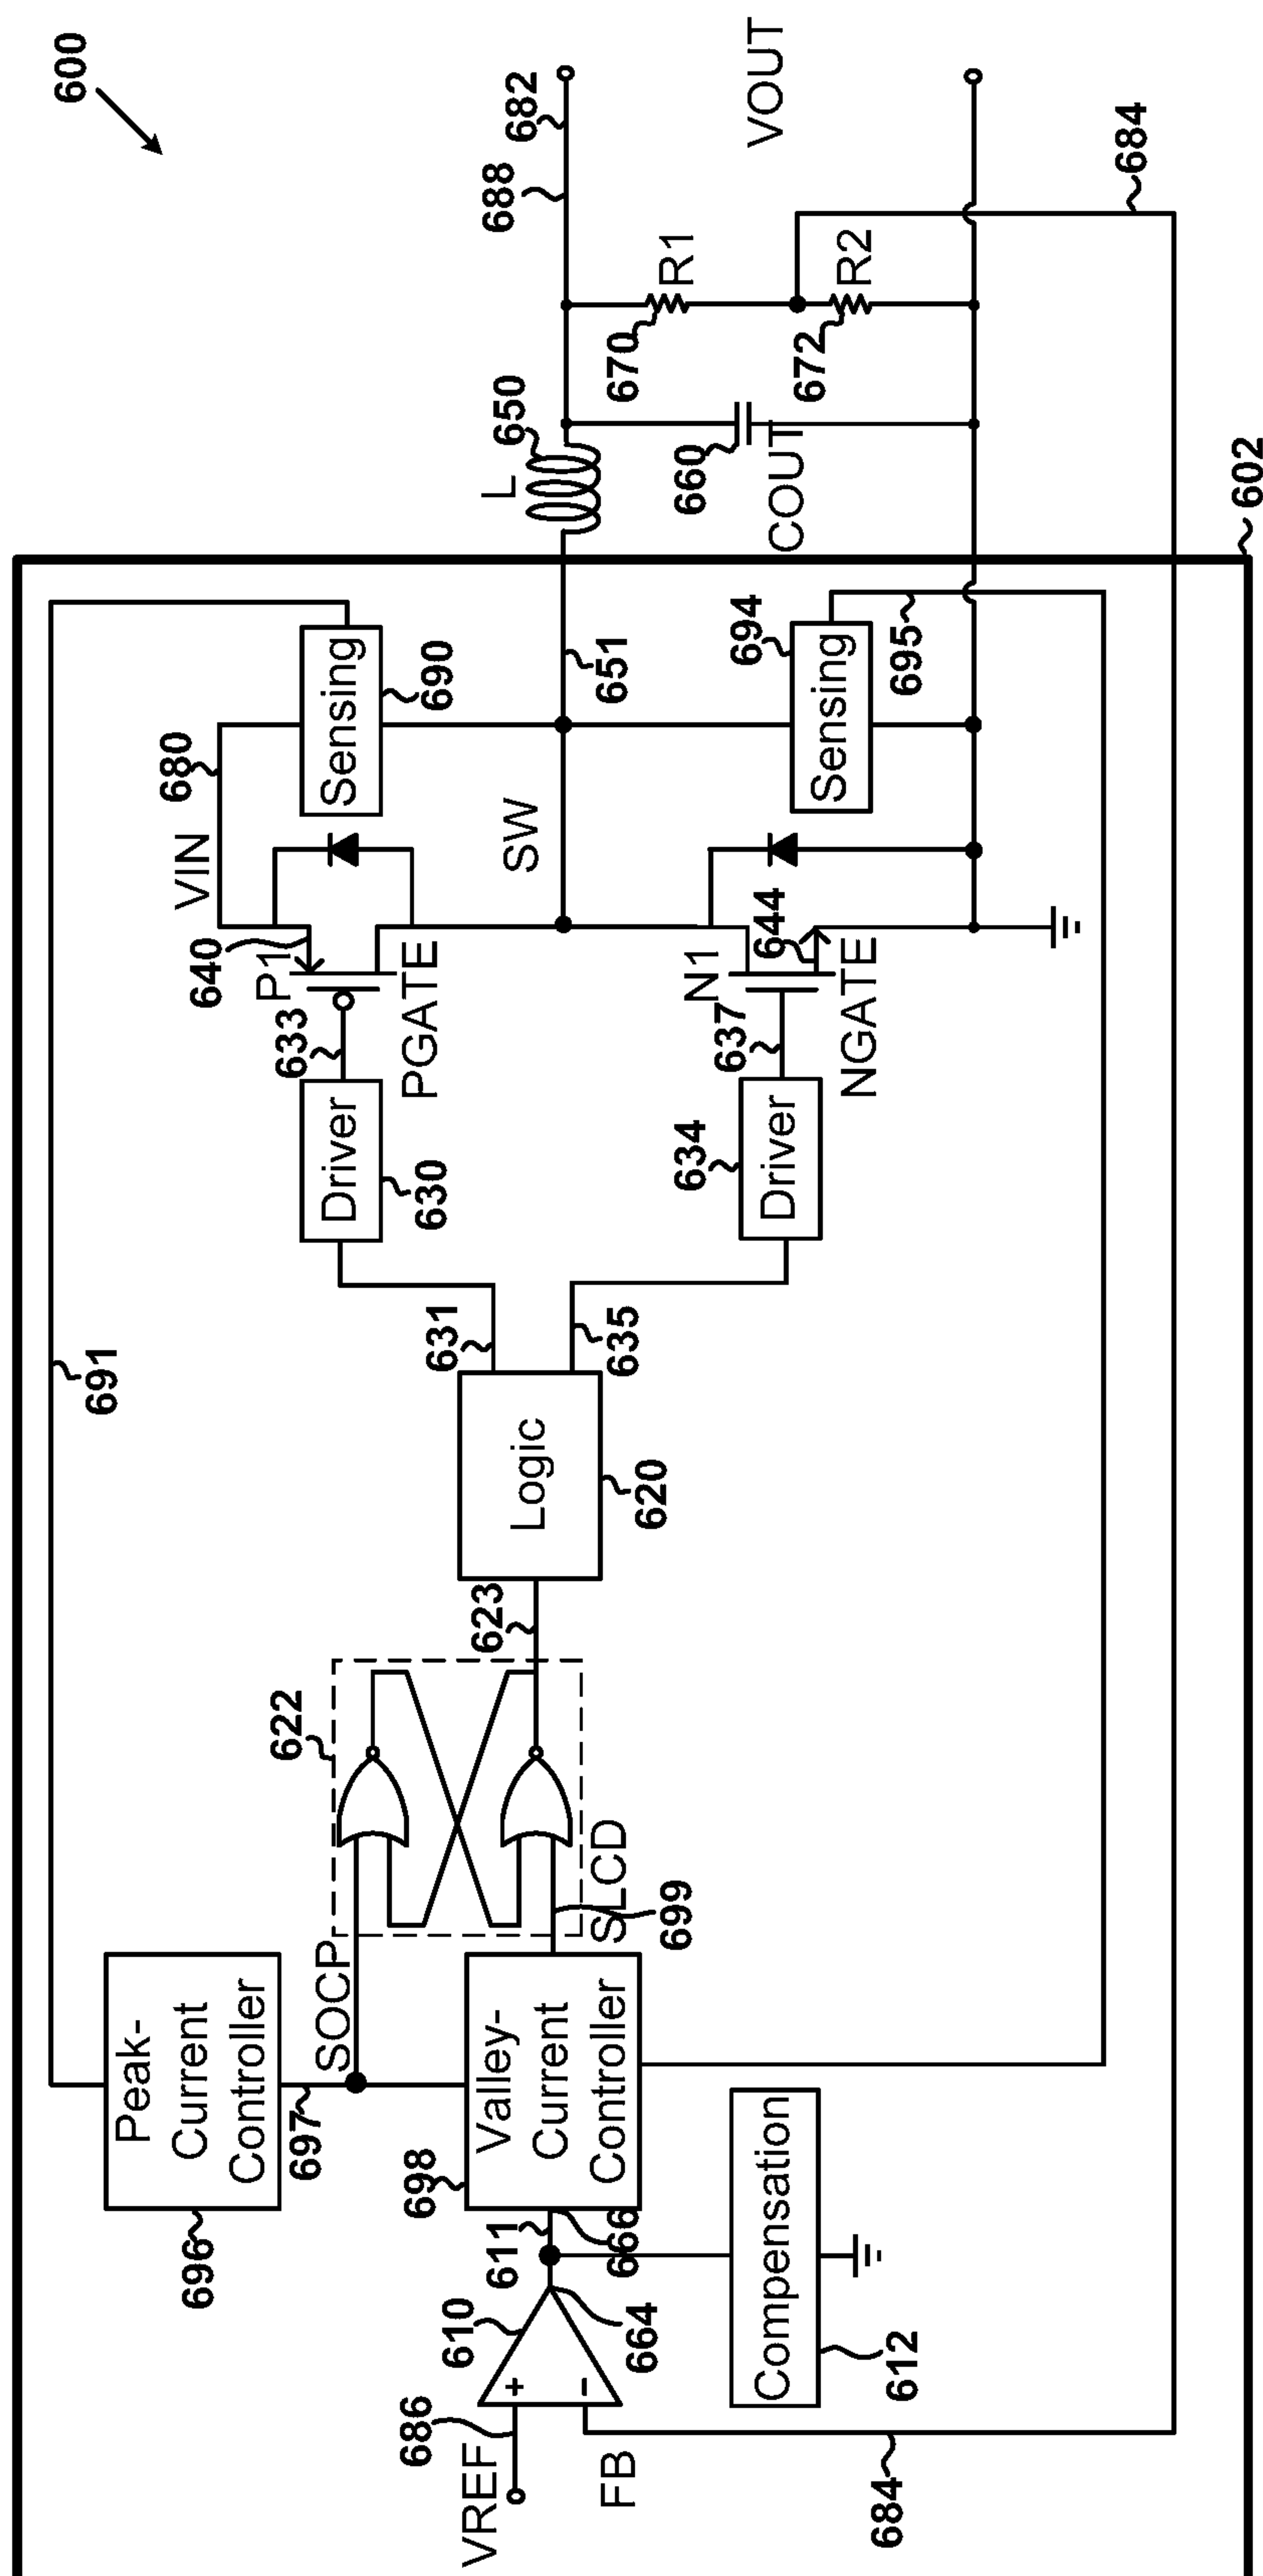 600
602
691
Peak-
Current
Controller
696
697
SOCP
VREF
686
610
664
611
666
FB
684
Compensation
612
698
Valley-
Current
Controller
SLCD
699
622
623
Logic
620
631
635
Driver
630
633
PGATE
P1
640
VIN
680
Sensing
690
Driver
634
637
NGATE
N1
644
SW
651
694
Sensing
695
L
650
660
COUT
670
R1
672
R2
688
682
VOUT
684